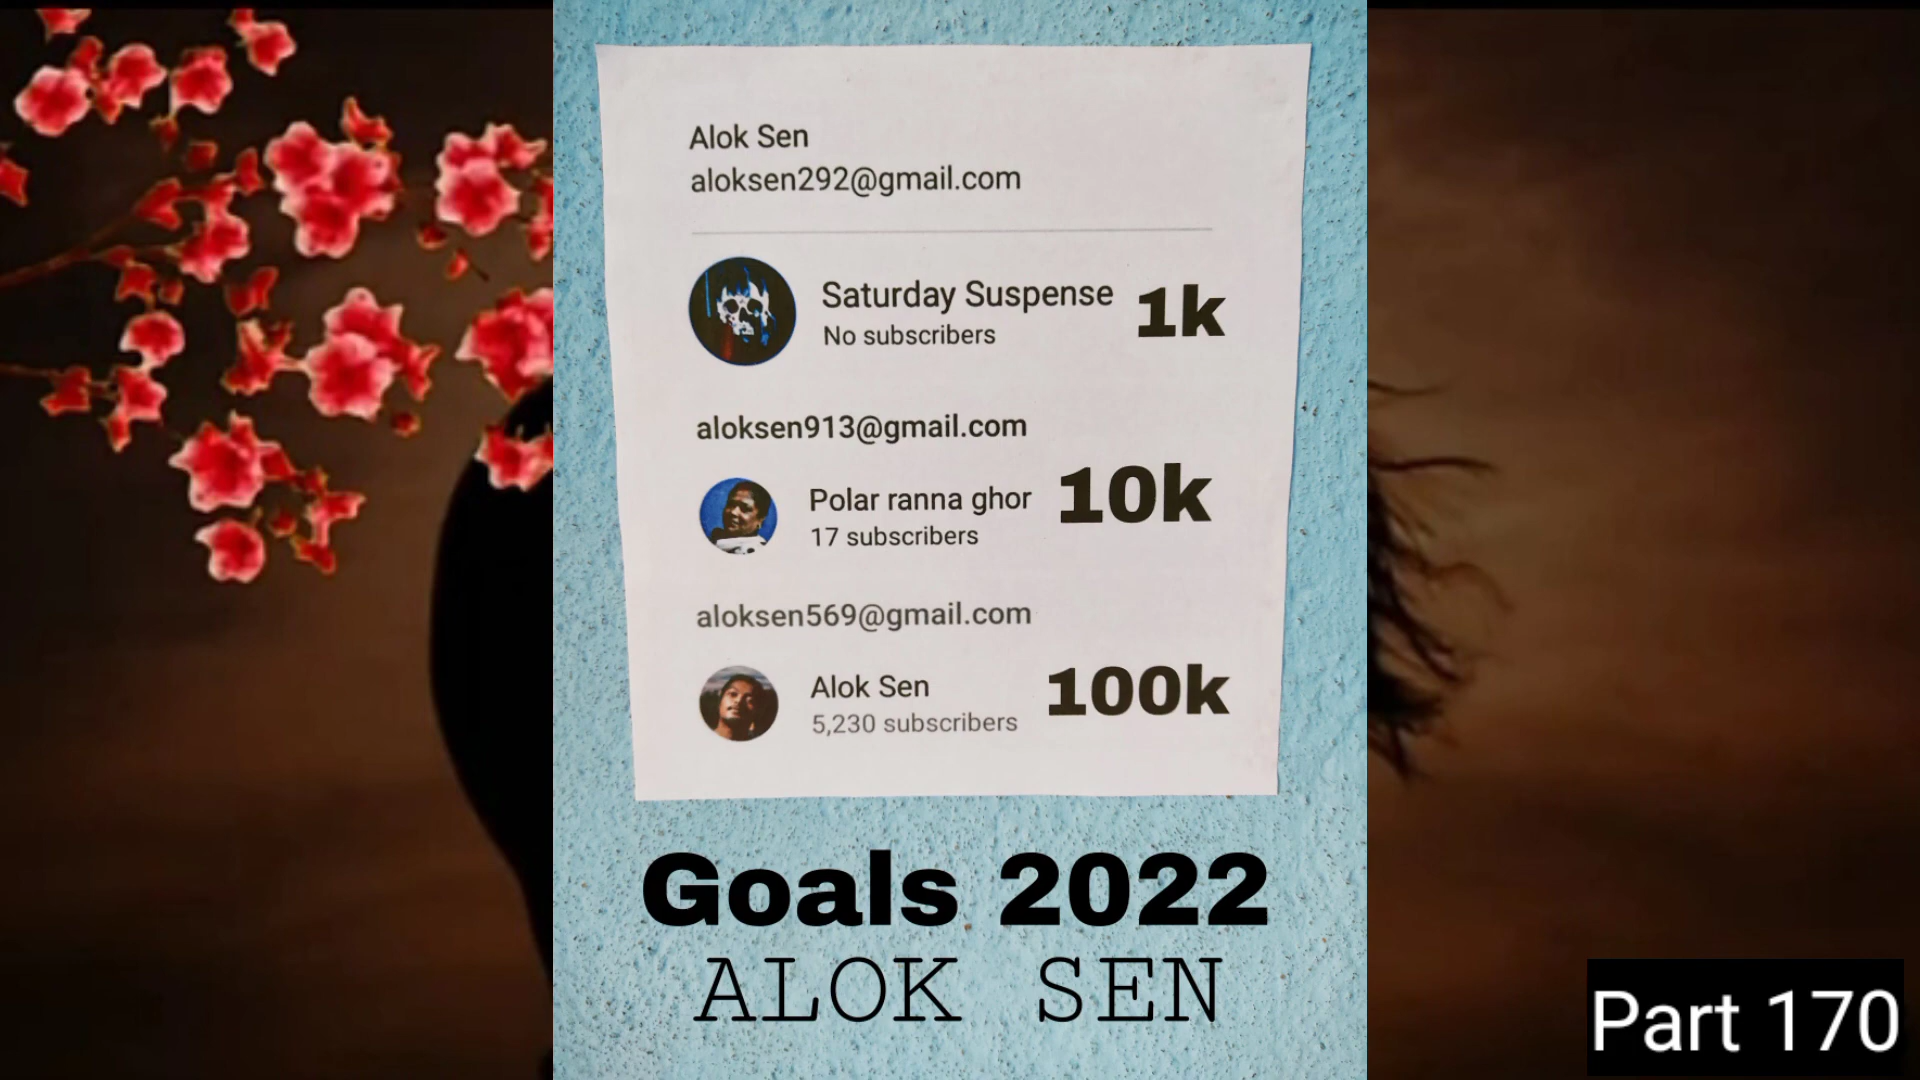 Alok Sen
aloksen292@gmail.com
Saturday Suspense 1k
No subscribers
aloksen913@gmail.com
Polar ranna ghor 10k
17 subscribers
aloksen569@gmail.com
Alok Sen 100k
5,230 subscribers
Goals 2022
ALOK SEN
Part 170